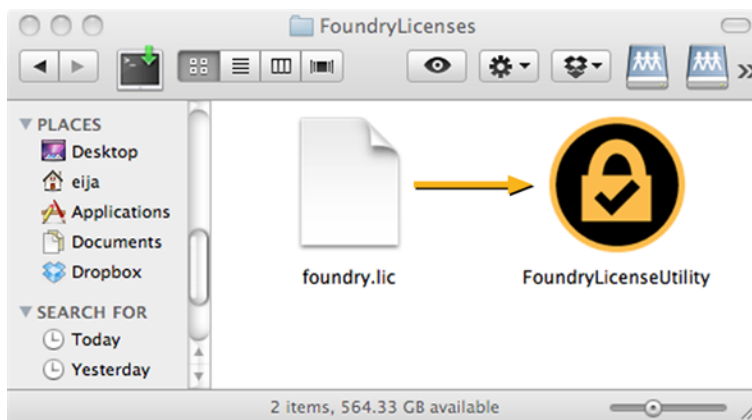 FoundryLicenses
PLACES
Desktop
eija
Applications
Documents
Dropbox
SEARCH FOR
Today
Yesterday
foundry.lic
FoundryLicenseUtility
2 items, 564.33 GB available